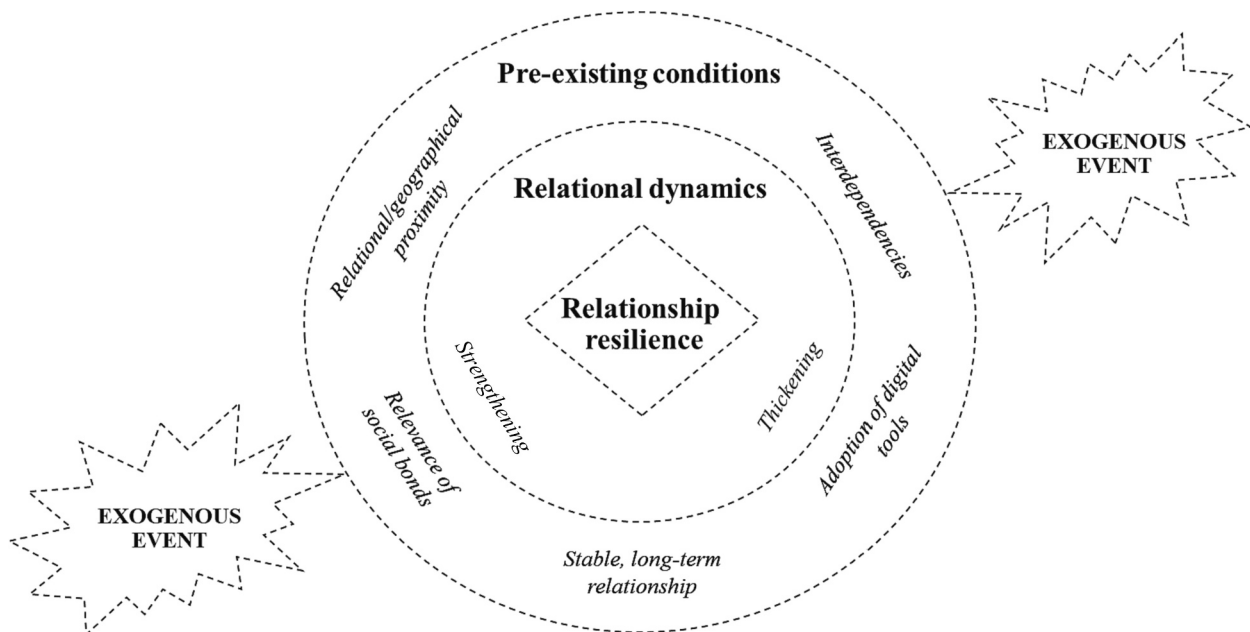 Pre-existing conditions
Relational/geographical
proximity
Interdependencies
EXOGENOUS
EVENT
Relational dynamics
Relationship
resilience
Strengthening
Thickening
Relevance of
social bonds
Adoption of digital
tools
EXOGENOUS
EVENT
Stable, long-term
relationship